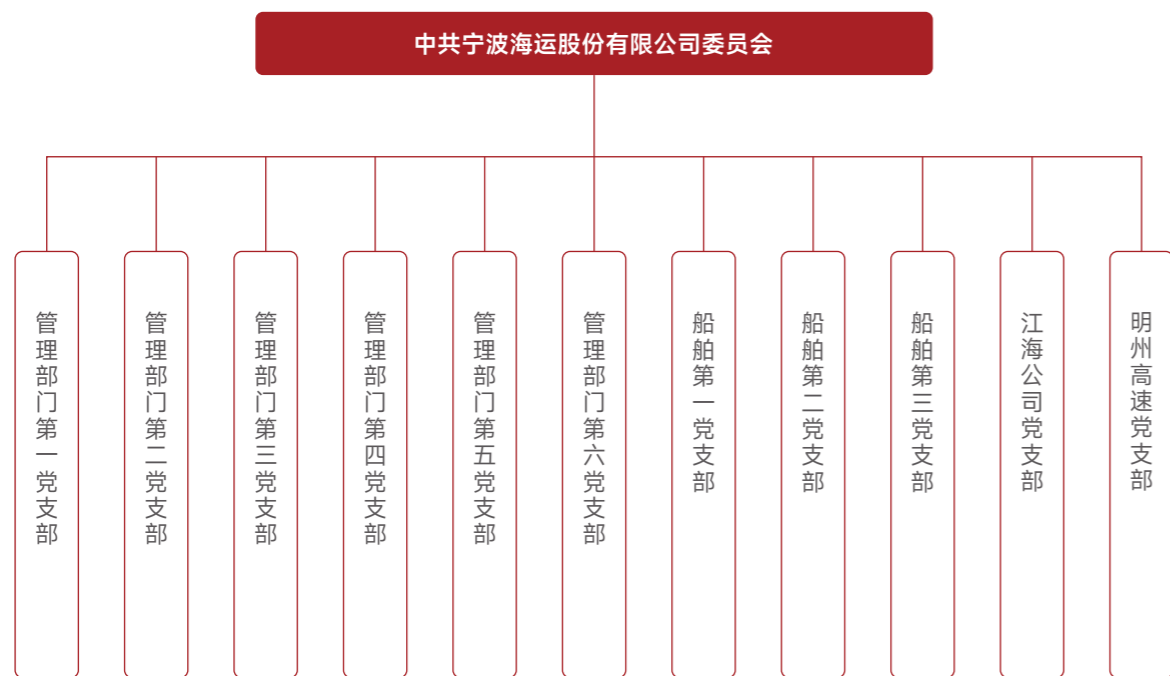 中共宁波海运股份有限公司委员会
管理部门第一党支部
管理部门第二党支部
管理部门第三党支部
管理部门第四党支部
管理部门第五党支部
管理部门第六党支部
船舶第一党支部
船舶第二党支部
船舶第三党支部
江海公司党支部
明州高速党支部